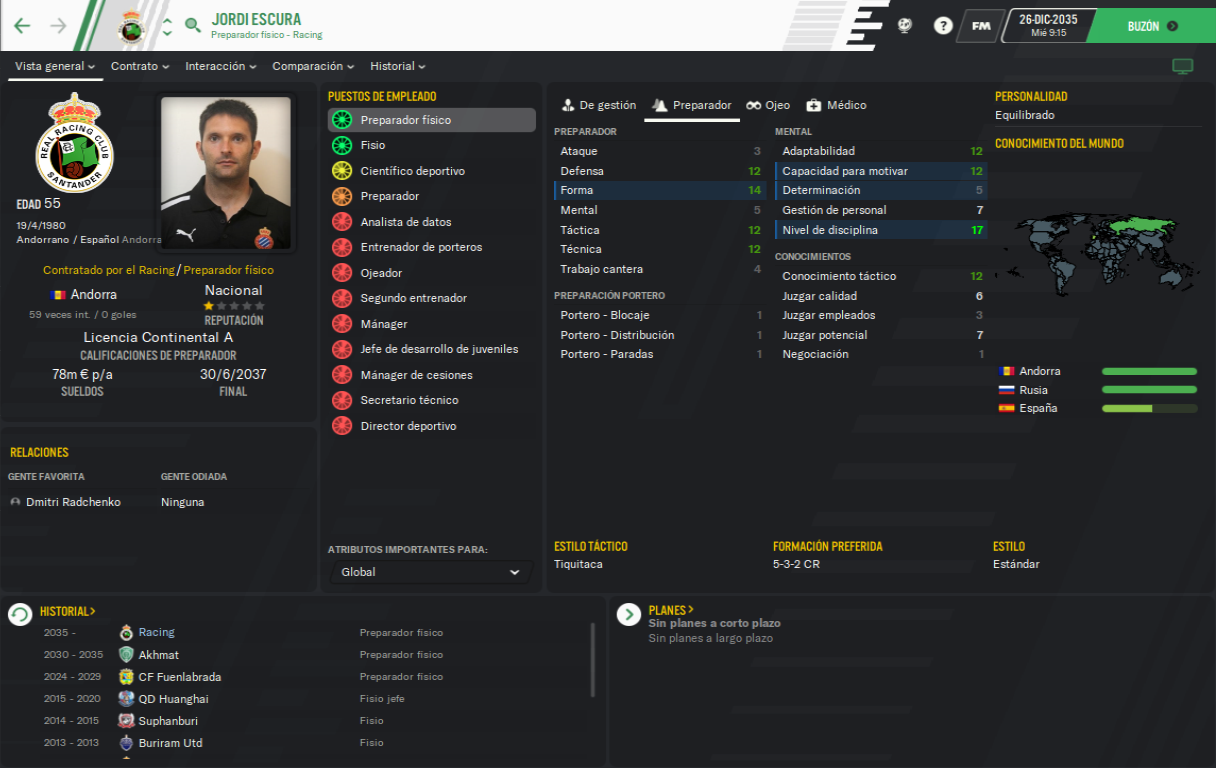 JORDI ESCURA
Preparador físico - Racing
?
FM
26-DIC-2035
Mié 9:15
BUZÓN
Vista general
Contrato
Interacción
Comparación
Historial
REAL RACING CLUB
SANTANDER
EDAD 55
19/4/1980
Andorrano / Español Andorra
Contratado por el Racing / Preparador físico
Andorra
59 veces int. / 0 goles
Nacional
REPUTACIÓN
Licencia Continental A
CALIFICACIONES DE PREPARADOR
78m € p/a
SUELDOS
30/6/2037
FINAL
RELACIONES
GENTE FAVORITA
GENTE ODIADA
Dmitri Radchenko
Ninguna
PUESTOS DE EMPLEADO
Preparador físico
Fisio
Científico deportivo
Preparador
Analista de datos
Entrenador de porteros
Ojeador
Segundo entrenador
Mánager
Jefe de desarrollo de juveniles
Mánager de cesiones
Secretario técnico
Director deportivo
ATRIBUTOS IMPORTANTES PARA:
Global
De gestión
Preparador
Ojeo
Médico
PREPARADOR
Ataque 3
Defensa 12
Forma 14
Mental 5
Táctica 12
Técnica 12
Trabajo cantera 4
PREPARACIÓN PORTERO
Portero - Blocaje 1
Portero - Distribución 1
Portero - Paradas 1
MENTAL
Adaptabilidad 12
Capacidad para motivar 12
Determinación 5
Gestión de personal 7
Nivel de disciplina 17
CONOCIMIENTOS
Conocimiento táctico 12
Juzgar calidad 6
Juzgar empleados 3
Juzgar potencial 7
Negociación 1
PERSONALIDAD
Equilibrado
CONOCIMIENTO DEL MUNDO
Andorra
Rusia
España
ESTILO TÁCTICO
Tiquitaca
FORMACIÓN PREFERIDA
5-3-2 CR
ESTILO
Estándar
HISTORIAL >
2035 - Racing Preparador físico
2030 - 2035 Akhmat Preparador físico
2024 - 2029 CF Fuenlabrada Preparador físico
2015 - 2020 QD Huanghai Fisio jefe
2014 - 2015 Suphanburi Fisio
2013 - 2013 Buriram Utd Fisio
PLANES >
Sin planes a corto plazo
Sin planes a largo plazo